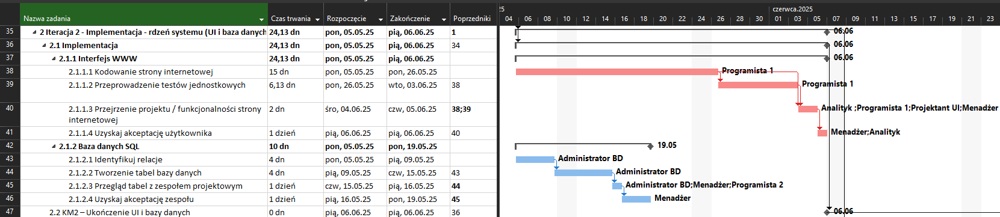 25 czerwca.2025
Nazwa zadania Czas trwania Rozpoczęcie Zakończenie Poprzedniki 04 06 08 10 12 14 16 18 20 22 24 26 28 30 01 03 05 07 09 11 13 15 17 19 21 23
35 2 Iteracja 2 - Implementacja - rdzeń systemu (UI i baza danych 24,13 dn pon, 05.05.25 pią, 06.06.25 1 06.06
36 2.1 Implementacja 24,13 dn pon, 05.05.25 pią, 06.06.25 34 06.06
37 2.1.1 Interfejs WWW 24,13 dn pon, 05.05.25 pią, 06.06.25 06.06
38 2.1.1.1 Kodowanie strony internetowej 15 dn pon, 05.05.25 pon, 26.05.25 Programista 1
39 2.1.1.2 Przeprowadzenie testów jednostkowych 6,13 dn pon, 26.05.25 wto, 03.06.25 38 Programista 1
40 2.1.1.3 Przejrzenie projektu / funkcjonalności strony 2 dn śro, 04.06.25 czw, 05.06.25 38;39 Analityk ;Programista 1;Projektant UI;Menadżer
internetowej
41 2.1.1.4 Uzyskaj akceptację użytkownika 1 dzień pią, 06.06.25 pią, 06.06.25 40 Menadżer;Analityk
42 2.1.2 Baza danych SQL 10 dn pon, 05.05.25 pon, 19.05.25 19.05
43 2.1.2.1 Identyfikuj relacje 4 dn pon, 05.05.25 pią, 09.05.25 Administrator BD
44 2.1.2.2 Tworzenie tabel bazy danych 4 dn pią, 09.05.25 czw, 15.05.25 43 Administrator BD
45 2.1.2.3 Przegląd tabel z zespołem projektowym 1 dzień czw, 15.05.25 pią, 16.05.25 44 Administrator BD;Menadżer;Programista 2
46 2.1.2.4 Uzyskaj akceptację zespołu 1 dzień pią, 16.05.25 pon, 19.05.25 45 Menadżer
47 2.2 KM2 – Ukończenie UI i bazy danych 0 dn pią, 06.06.25 pią, 06.06.25 36 06.06